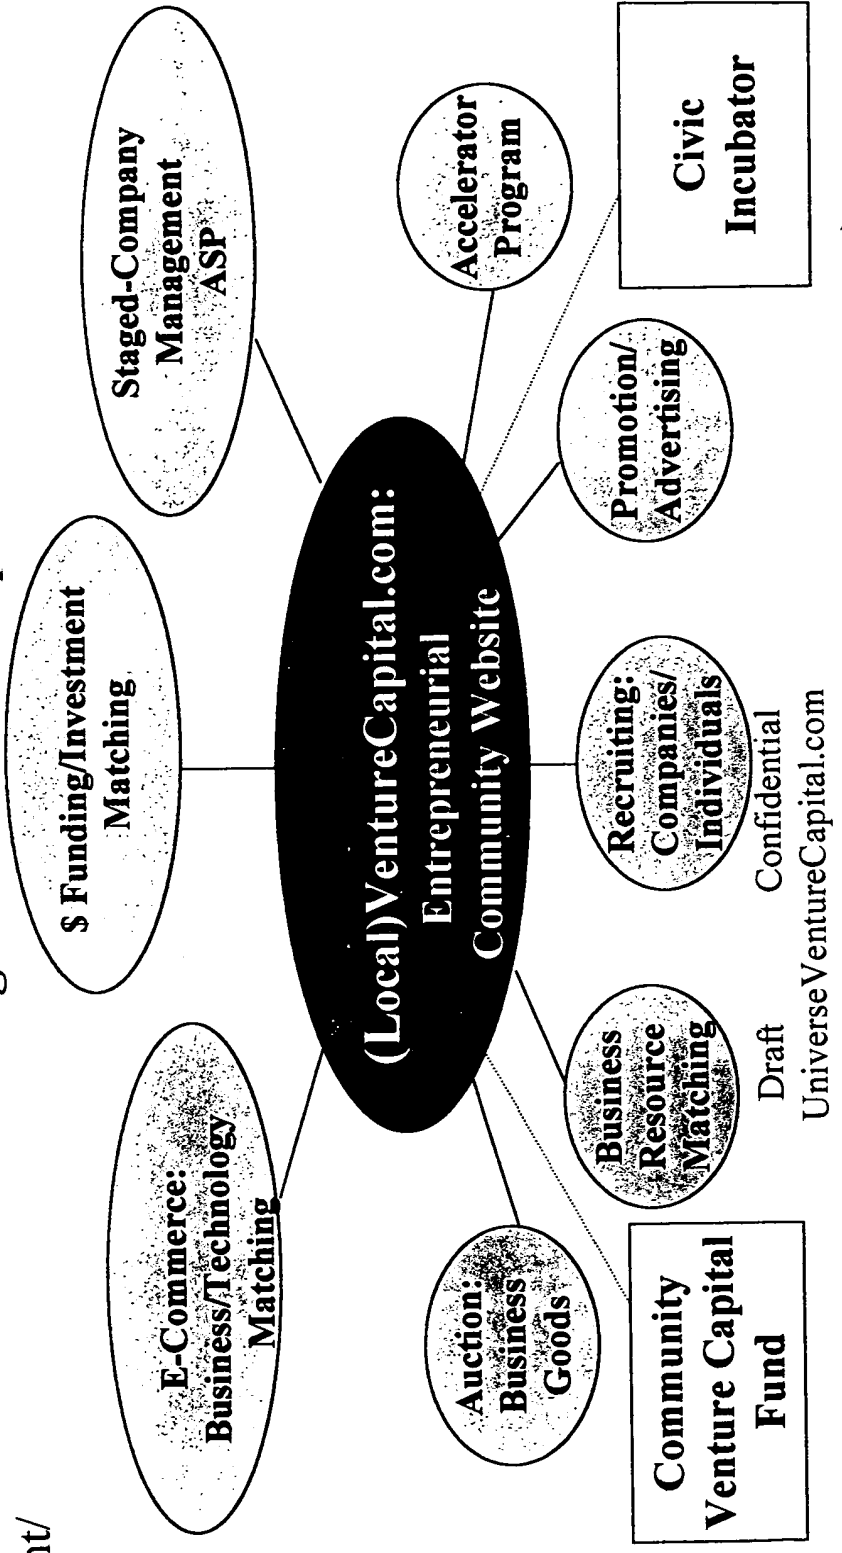 E-Commerce:
Business/Technology
Matching
$ Funding/Investment
Matching
Staged-Company
Management
ASP
(Local)VentureCapital.com:
Entrepreneurial
Community Website
Auction:
Business
Goods
Business
Resource
Matching
Recruiting:
Companies/
Individuals
Promotion/
Advertising
Accelerator
Program
Community
Venture Capital
Fund
Civic
Incubator
Draft Confidential
UniverseVentureCapital.com